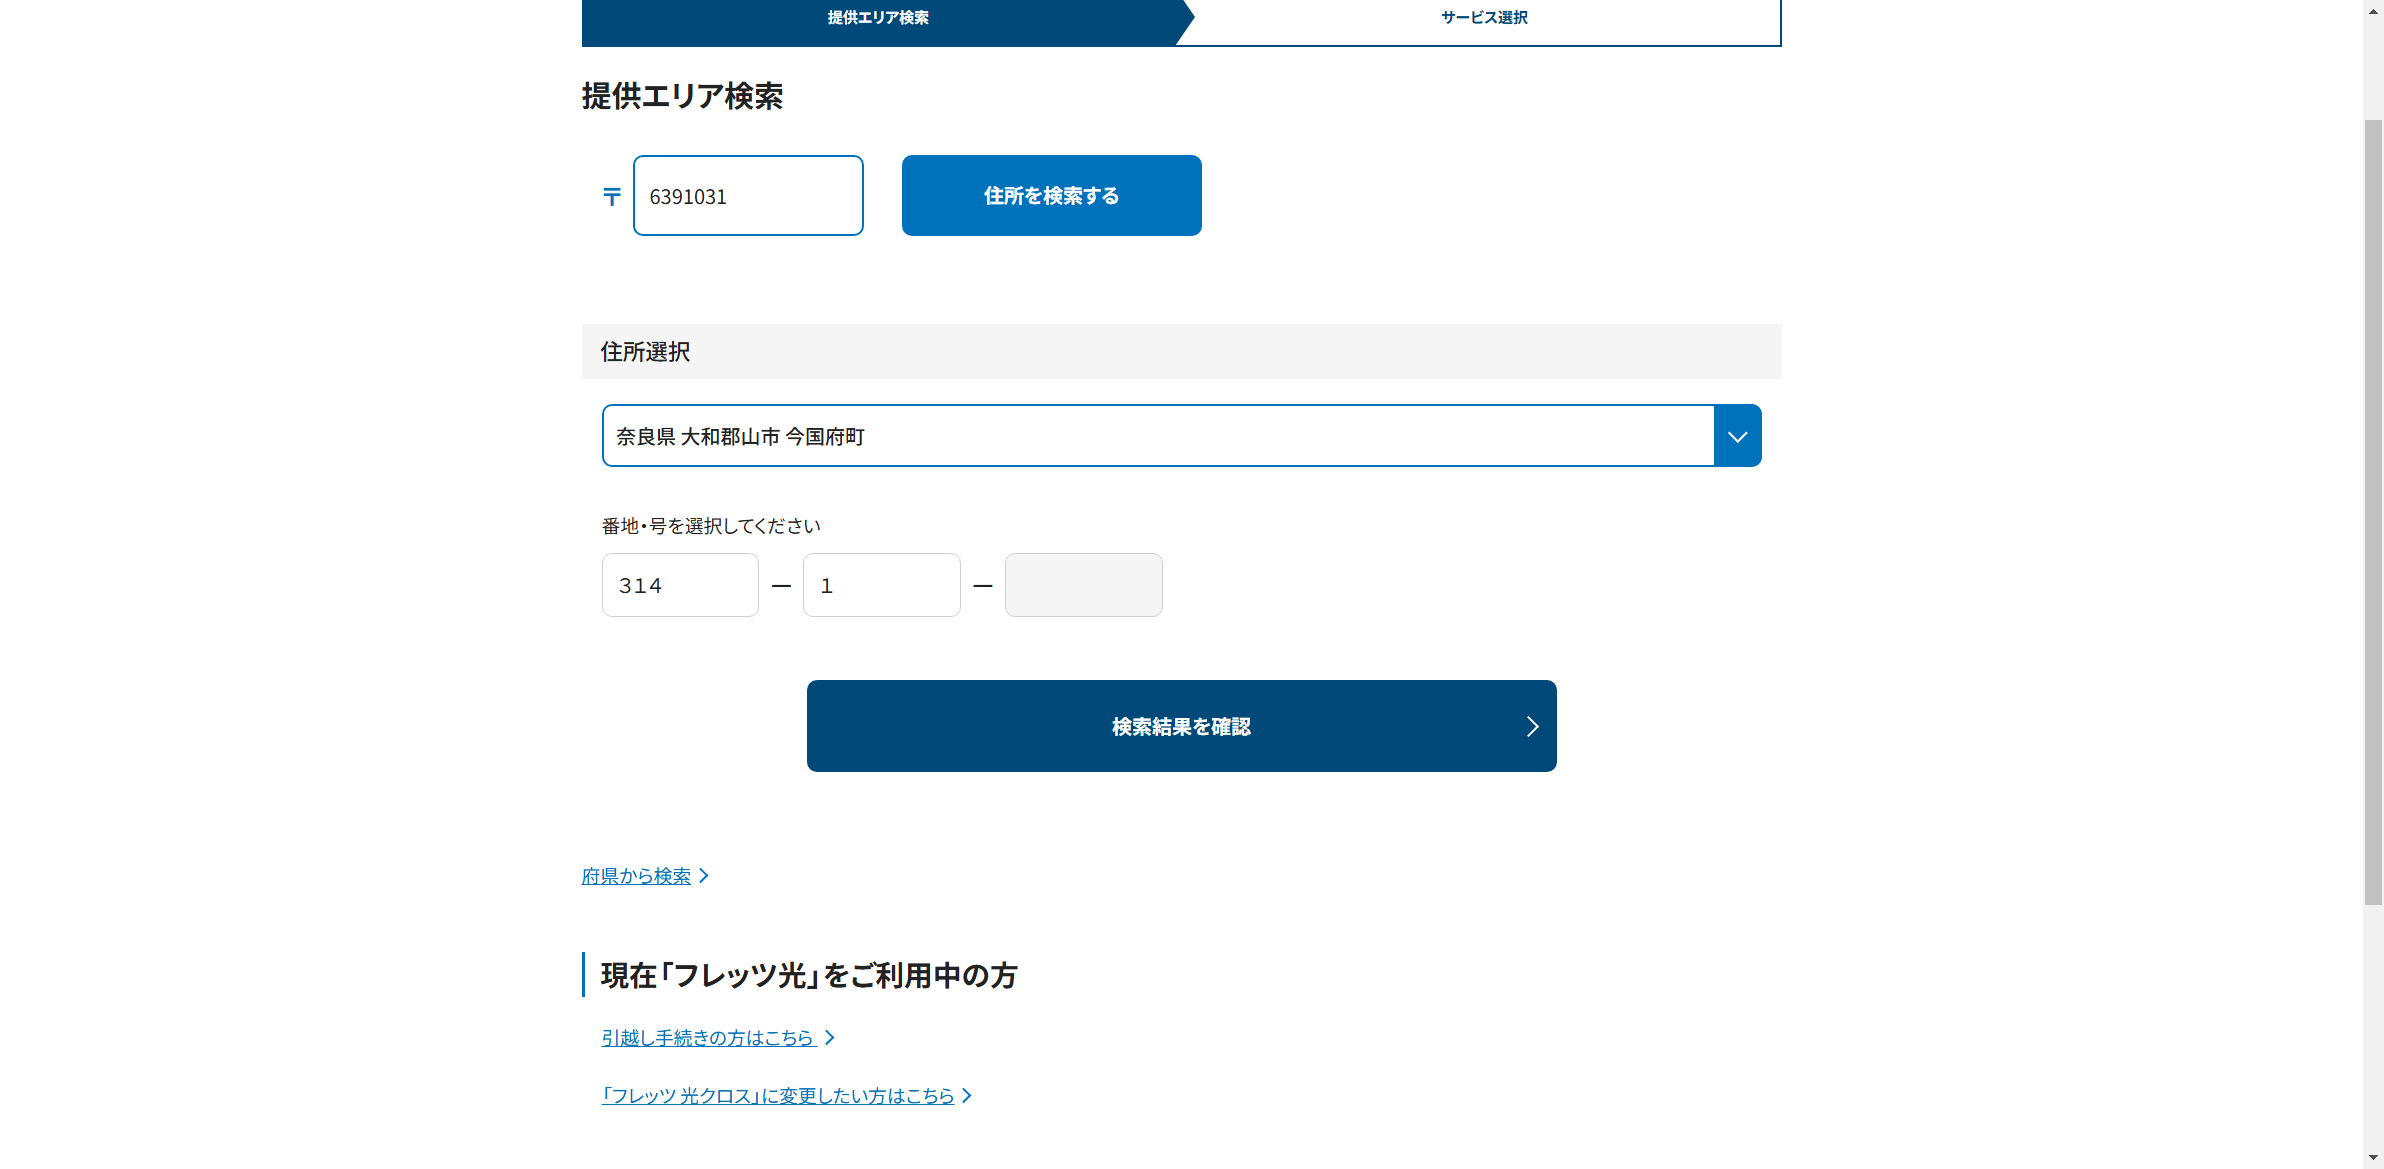 提供エリア検索
サービス選択
提供エリア検索
〒 6391031 住所を検索する
住所選択
奈良県 大和郡山市 今国府町
番地・号を選択してください
３１４ ー １ ー
検索結果を確認
府県から検索
現在「フレッツ光」をご利用中の方
引越し手続きの方はこちら
「フレッツ 光クロス」に変更したい方はこちら